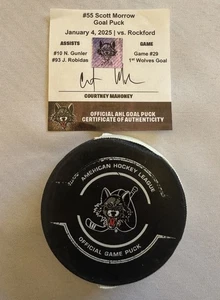 #55 Scott Morrow
Goal Puck
January 4, 2025 | vs. Rockford
ASSISTS
GAME
#10 N. Gunler
Game #29
#93 J. Robidas
1st Wolves Goal
COURTNEY MAHONEY
OFFICIAL AHL GOAL PUCK
CERTIFICATE OF AUTHENTICITY
AMERICAN HOCKEY LEAGUE
OFFICIAL GAME PUCK